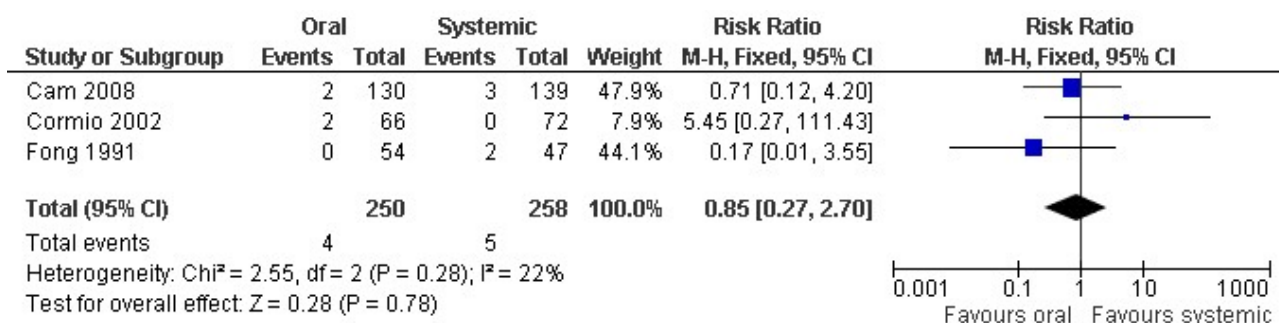 Oral Systemic Risk Ratio Risk Ratio
Study or Subgroup Events Total Events Total Weight M-H, Fixed, 95% CI M-H, Fixed, 95% CI
Cam 2008 2 130 3 139 47.9% 0.71 [0.12, 4.20]
Cormio 2002 2 66 0 72 7.9% 5.45 [0.27, 111.43]
Fong 1991 0 54 2 47 44.1% 0.17 [0.01, 3.55]
Total (95% CI) 250 258 100.0% 0.85 [0.27, 2.70]
Total events 4 5
Heterogeneity: Chi² = 2.55, df = 2 (P = 0.28); I² = 22%
Test for overall effect: Z = 0.28 (P = 0.78)
0.001 0.1 1 10 1000
Favours oral Favours systemic